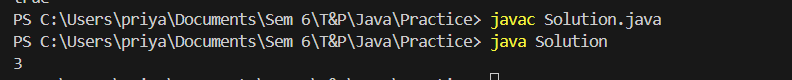 true
PS C:\Users\priya\Documents\Sem 6\T&P\Java\Practice> javac Solution.java
PS C:\Users\priya\Documents\Sem 6\T&P\Java\Practice> java Solution
3